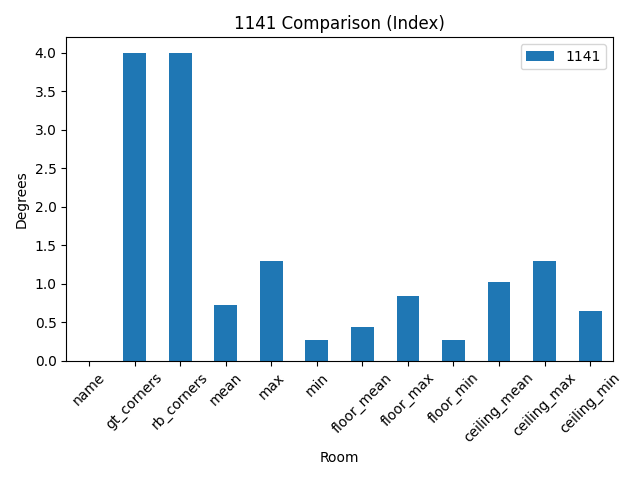 1141 Comparison (Index)
1141
Degrees
4.0
3.5
3.0
2.5
2.0
1.5
1.0
0.5
0.0
name
gt_corners
rb_corners
mean
max
min
floor_mean
floor_max
floor_min
ceiling_mean
ceiling_max
ceiling_min
Room